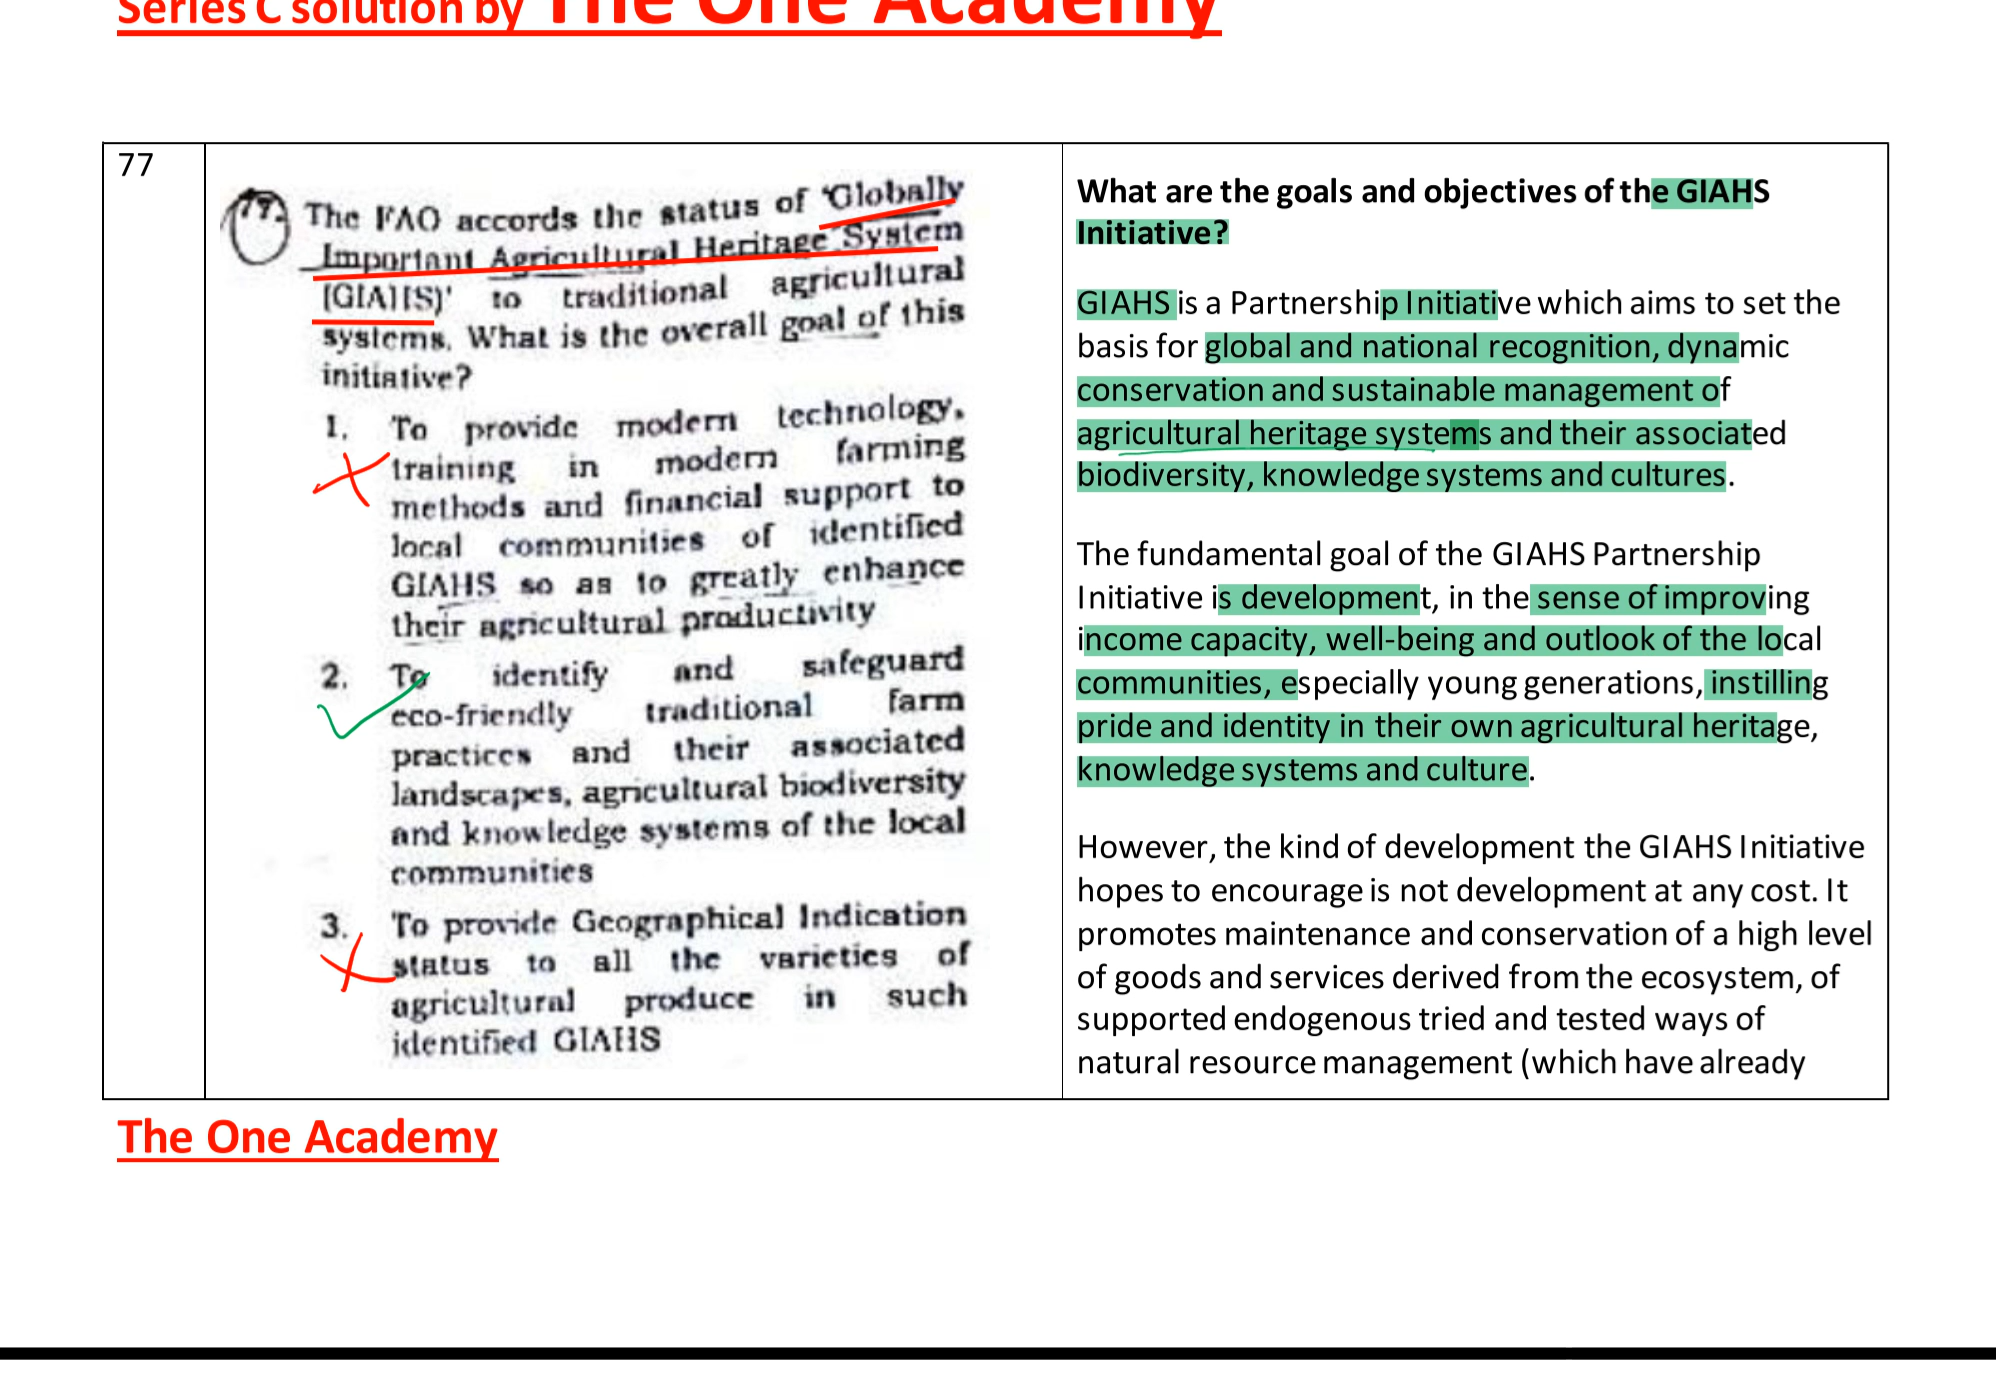 Series C solution by The One Academy
77
77. The FAO accords the status of 'Globally
Important Agricultural Heritage System
(GIAHS)' to traditional agricultural
systems. What is the overall goal of this
initiative?
1. To provide modern technology,
training in modern farming
methods and financial support to
local communities of identified
GIAHS so as to greatly enhance
their agricultural productivity
2. To identify and safeguard
eco-friendly traditional farm
practices and their associated
landscapes, agricultural biodiversity
and knowledge systems of the local
communities
3. To provide Geographical Indication
status to all the varieties of
agricultural produce in such
identified GIAHS
What are the goals and objectives of the GIAHS
Initiative?
GIAHS is a Partnership Initiative which aims to set the
basis for global and national recognition, dynamic
conservation and sustainable management of
agricultural heritage systems and their associated
biodiversity, knowledge systems and cultures.
The fundamental goal of the GIAHS Partnership
Initiative is development, in the sense of improving
income capacity, well-being and outlook of the local
communities, especially young generations, instilling
pride and identity in their own agricultural heritage,
knowledge systems and culture.
However, the kind of development the GIAHS Initiative
hopes to encourage is not development at any cost. It
promotes maintenance and conservation of a high level
of goods and services derived from the ecosystem, of
supported endogenous tried and tested ways of
natural resource management (which have already
The One Academy